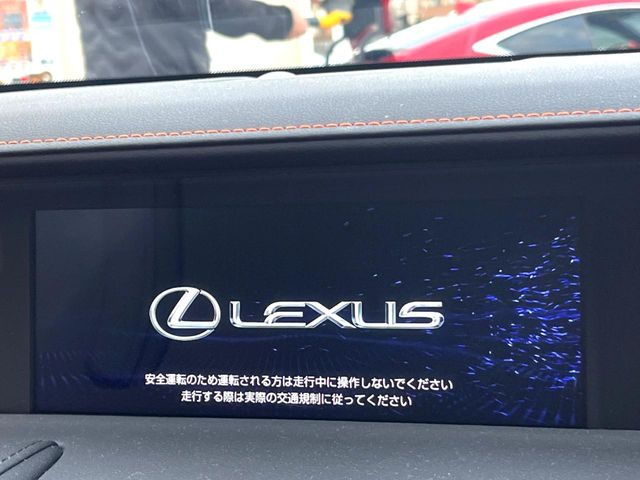 LEXUS
安全運転のため運転される方は走行中に操作しないでください
走行する際は実際の交通規制に従ってください